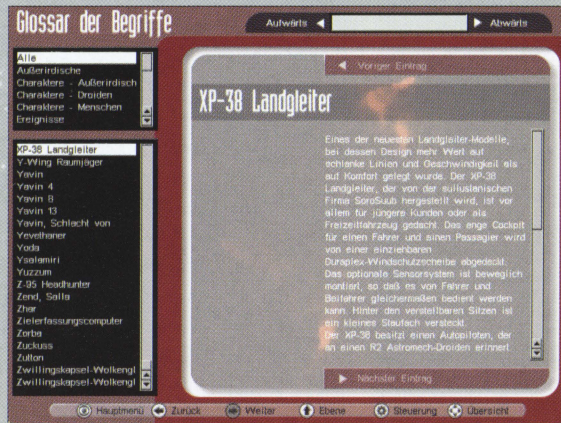 Glossar der Begriffe
Aufwärts
Abwärts
Alle
Außerirdische
Charaktere - Außerirdisch
Charaktere - Droiden
Charaktere - Menschen
Ereignisse
XP-38 Landgleiter
Y-Wing Raumjäger
Yavin
Yavin 4
Yavin 8
Yavin 13
Yavin, Schlacht von
Yevethaner
Yoda
Ysalamiri
Yuzzum
Z-95 Headhunter
Zend, Salla
Zhar
Zielerfassungscomputer
Zorba
Zuckuss
Zutton
Zwillingskapsel-Wolkengl
Zwillingskapsel-Wolkengl
Voriger Eintrag
XP-38 Landgleiter
Eines der neuesten Landgleiter-Modelle,
bei dessen Design mehr Wert auf
schlanke Linien und Geschwindigkeit als
auf Komfort gelegt wurde. Der XP-38
Landgleiter, der von der sullustanischen
Firma SoroSuub hergestellt wird, ist vor
allem für jüngere Kunden oder als
Freizeitfahrzeug gedacht. Das enge Cockpit
für einen Fahrer und einen Passagier wird
von einer einziehbaren
Duraplex-Windschutzscheibe abgedeckt.
Das optionale Sensorsystem ist beweglich
montiert, so daß es von Fahrer und
Beifahrer gleichermaßen bedient werden
kann. Hinter den verstellbaren Sitzen ist
ein kleines Staufach versteckt.
Der XP-38 besitzt einen Autopiloten, der
an einen R2 Astromech-Droiden erinnert
Nächster Eintrag
Hauptmenü Zurück Weiter Ebene Steuerung Übersicht